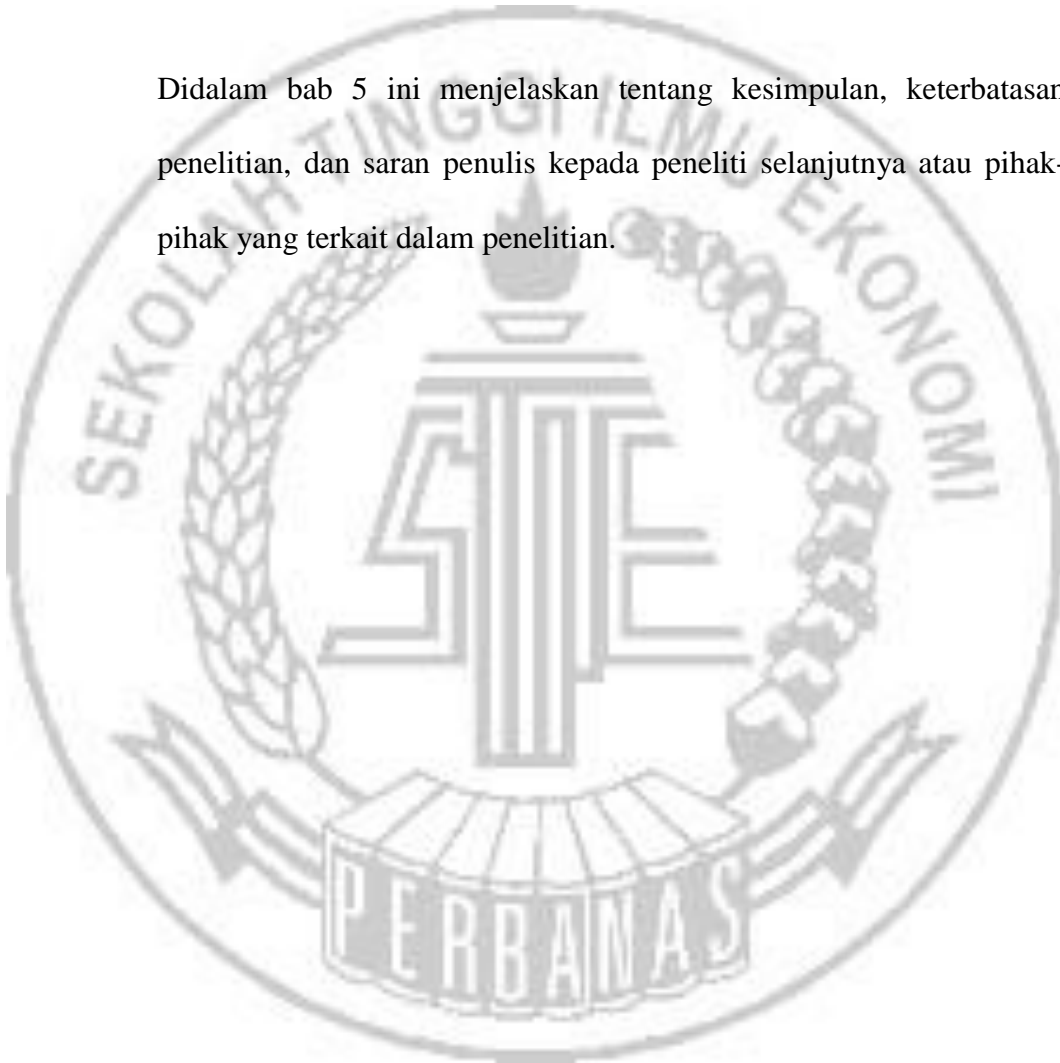 Didalam bab 5 ini menjelaskan tentang kesimpulan, keterbatasan
penelitian, dan saran penulis kepada peneliti selanjutnya atau pihak-
pihak yang terkait dalam penelitian.
SEKOLAH TINGGI ILMU EKONOMI
STIE
PERBANAS